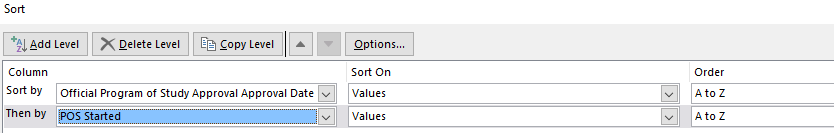 Sort
Add Level Delete Level Copy Level Options...
Column Sort On Order
Sort by Official Program of Study Approval Approval Date Values A to Z
Then by POS Started Values A to Z